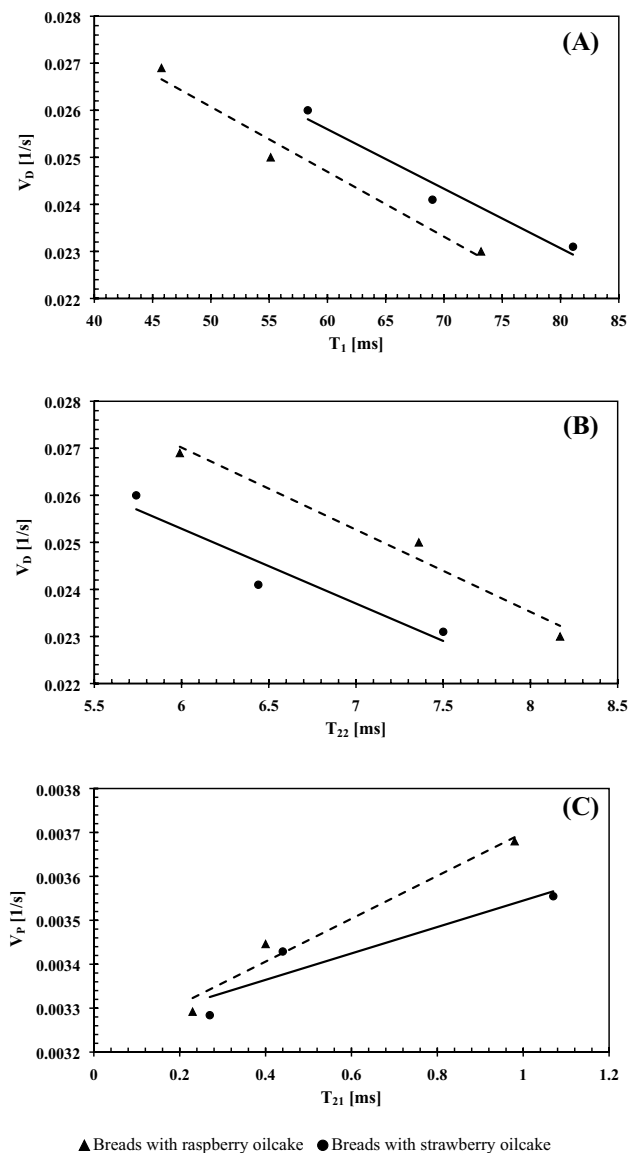 0.028
(A)
0.027
0.026
0.025
0.024
0.023
0.022
V_D [1/s]
40 45 50 55 60 65 70 75 80 85
T_1 [ms]
0.028
(B)
0.027
0.026
0.025
0.024
0.023
0.022
V_D [1/s]
5.5 6 6.5 7 7.5 8 8.5
T_22 [ms]
0.0038
(C)
0.0037
0.0036
0.0035
0.0034
0.0033
0.0032
V_P [1/s]
0 0.2 0.4 0.6 0.8 1 1.2
T_21 [ms]
▲ Breads with raspberry oilcake ● Breads with strawberry oilcake